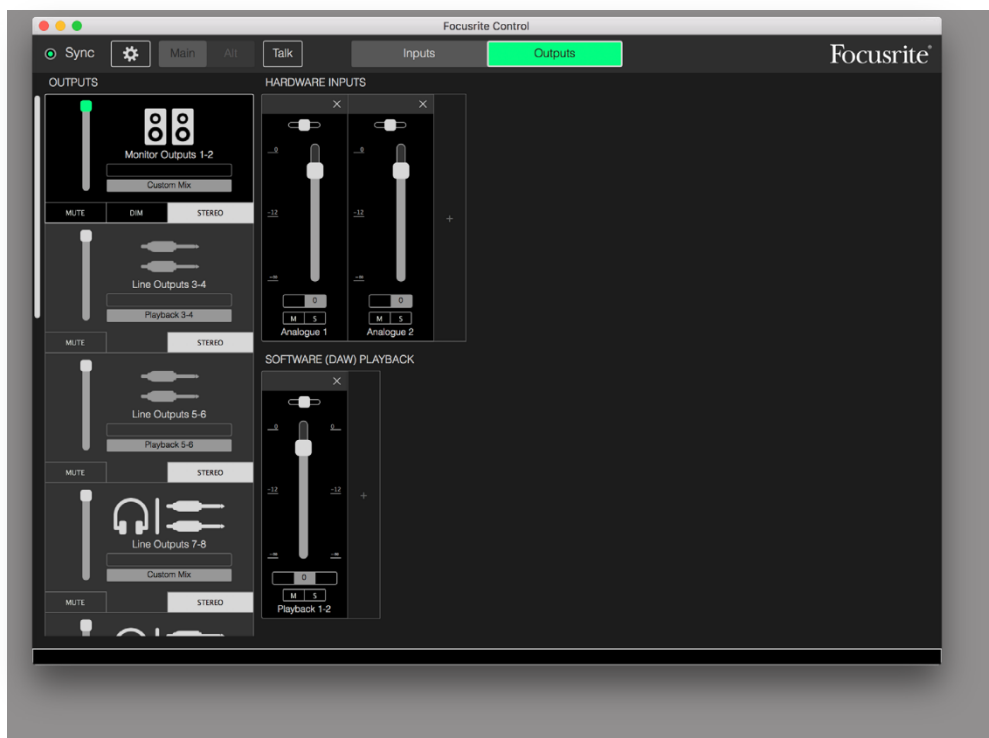 Focusrite Control
Sync Main Alt Talk Inputs Outputs Focusrite®
OUTPUTS
Monitor Outputs 1-2
Custom Mix
MUTE DIM STEREO
Line Outputs 3-4
Playback 3-4
MUTE STEREO
Line Outputs 5-6
Playback 5-6
MUTE STEREO
Line Outputs 7-8
Custom Mix
MUTE STEREO
HARDWARE INPUTS
0 0
-12 -12 +
-∞ -∞
0 0
M S M S
Analogue 1 Analogue 2
SOFTWARE (DAW) PLAYBACK
0 0
-12 -12 +
-∞ -∞
0
M S
Playback 1-2